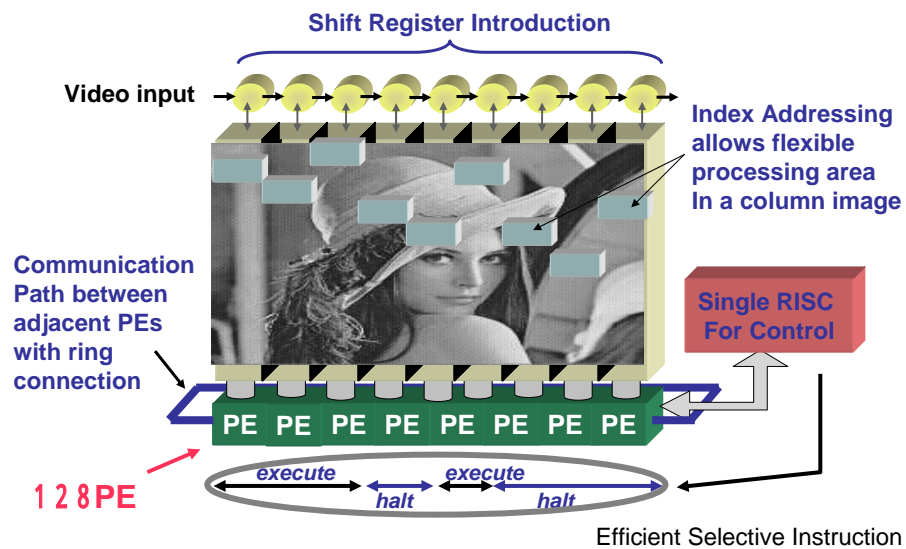 Shift Register Introduction
Video input
Index Addressing
allows flexible
processing area
In a column image
Communication
Path between
adjacent PEs
with ring
connection
Single RISC
For Control
PE PE PE PE PE PE PE PE
128PE
execute execute
halt halt
Efficient Selective Instruction